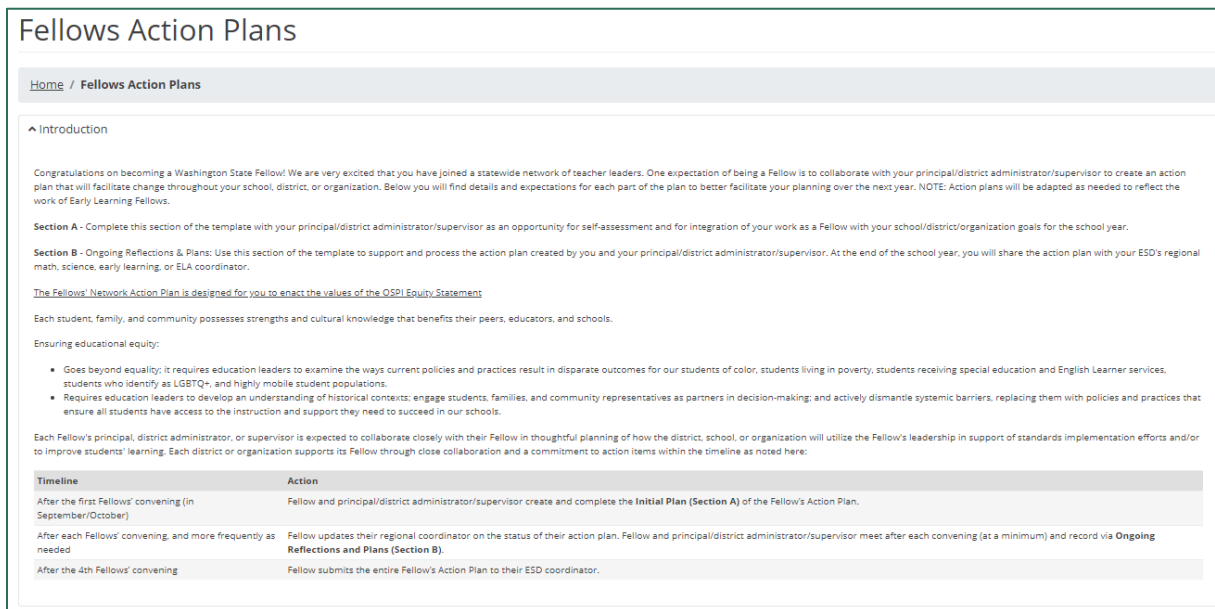 Fellows Action Plans
Home / Fellows Action Plans
Introduction
Congratulations on becoming a Washington State Fellow! We are very excited that you have joined a statewide network of teacher leaders. One expectation of being a Fellow is to collaborate with your principal/district administrator/supervisor to create an action
plan that will facilitate change throughout your school, district, or organization. Below you will find details and expectations for each part of the plan to better facilitate your planning over the next year. NOTE: Action plans will be adapted as needed to reflect the
work of Early Learning Fellows.
Section A - Complete this section of the template with your principal/district administrator/supervisor as an opportunity for self-assessment and for integration of your work as a Fellow with your school/district/organization goals for the school year.
Section B - Ongoing Reflections & Plans: Use this section of the template to support and process the action plan created by you and your principal/district administrator/supervisor. At the end of the school year, you will share the action plan with your ESD's regional
math, science, early learning, or ELA coordinator.
The Fellows' Network Action Plan is designed for you to enact the values of the OSPI Equity Statement
Each student, family, and community possesses strengths and cultural knowledge that benefits their peers, educators, and schools.
Ensuring educational equity:
• Goes beyond equality; it requires education leaders to examine the ways current policies and practices result in disparate outcomes for our students of color, students living in poverty, students receiving special education and English Learner services,
students who identify as LGBTQ+, and highly mobile student populations.
• Requires education leaders to develop an understanding of historical contexts; engage students, families, and community representatives as partners in decision-making; and actively dismantle systemic barriers, replacing them with policies and practices that
ensure all students have access to the instruction and support they need to succeed in our schools.
Each Fellow's principal, district administrator, or supervisor is expected to collaborate closely with their Fellow in thoughtful planning of how the district, school, or organization will utilize the Fellow's leadership in support of standards implementation efforts and/or
to improve students' learning. Each district or organization supports its Fellow through close collaboration and a commitment to action items within the timeline as noted here:
Timeline Action
After the first Fellows' convening (in Fellow and principal/district administrator/supervisor create and complete the Initial Plan (Section A) of the Fellow's Action Plan.
September/October)
After each Fellows' convening, and more frequently as Fellow updates their regional coordinator on the status of their action plan. Fellow and principal/district administrator/supervisor meet after each convening (at a minimum) and record via Ongoing
needed Reflections and Plans (Section B).
After the 4th Fellows' convening Fellow submits the entire Fellow's Action Plan to their ESD coordinator.